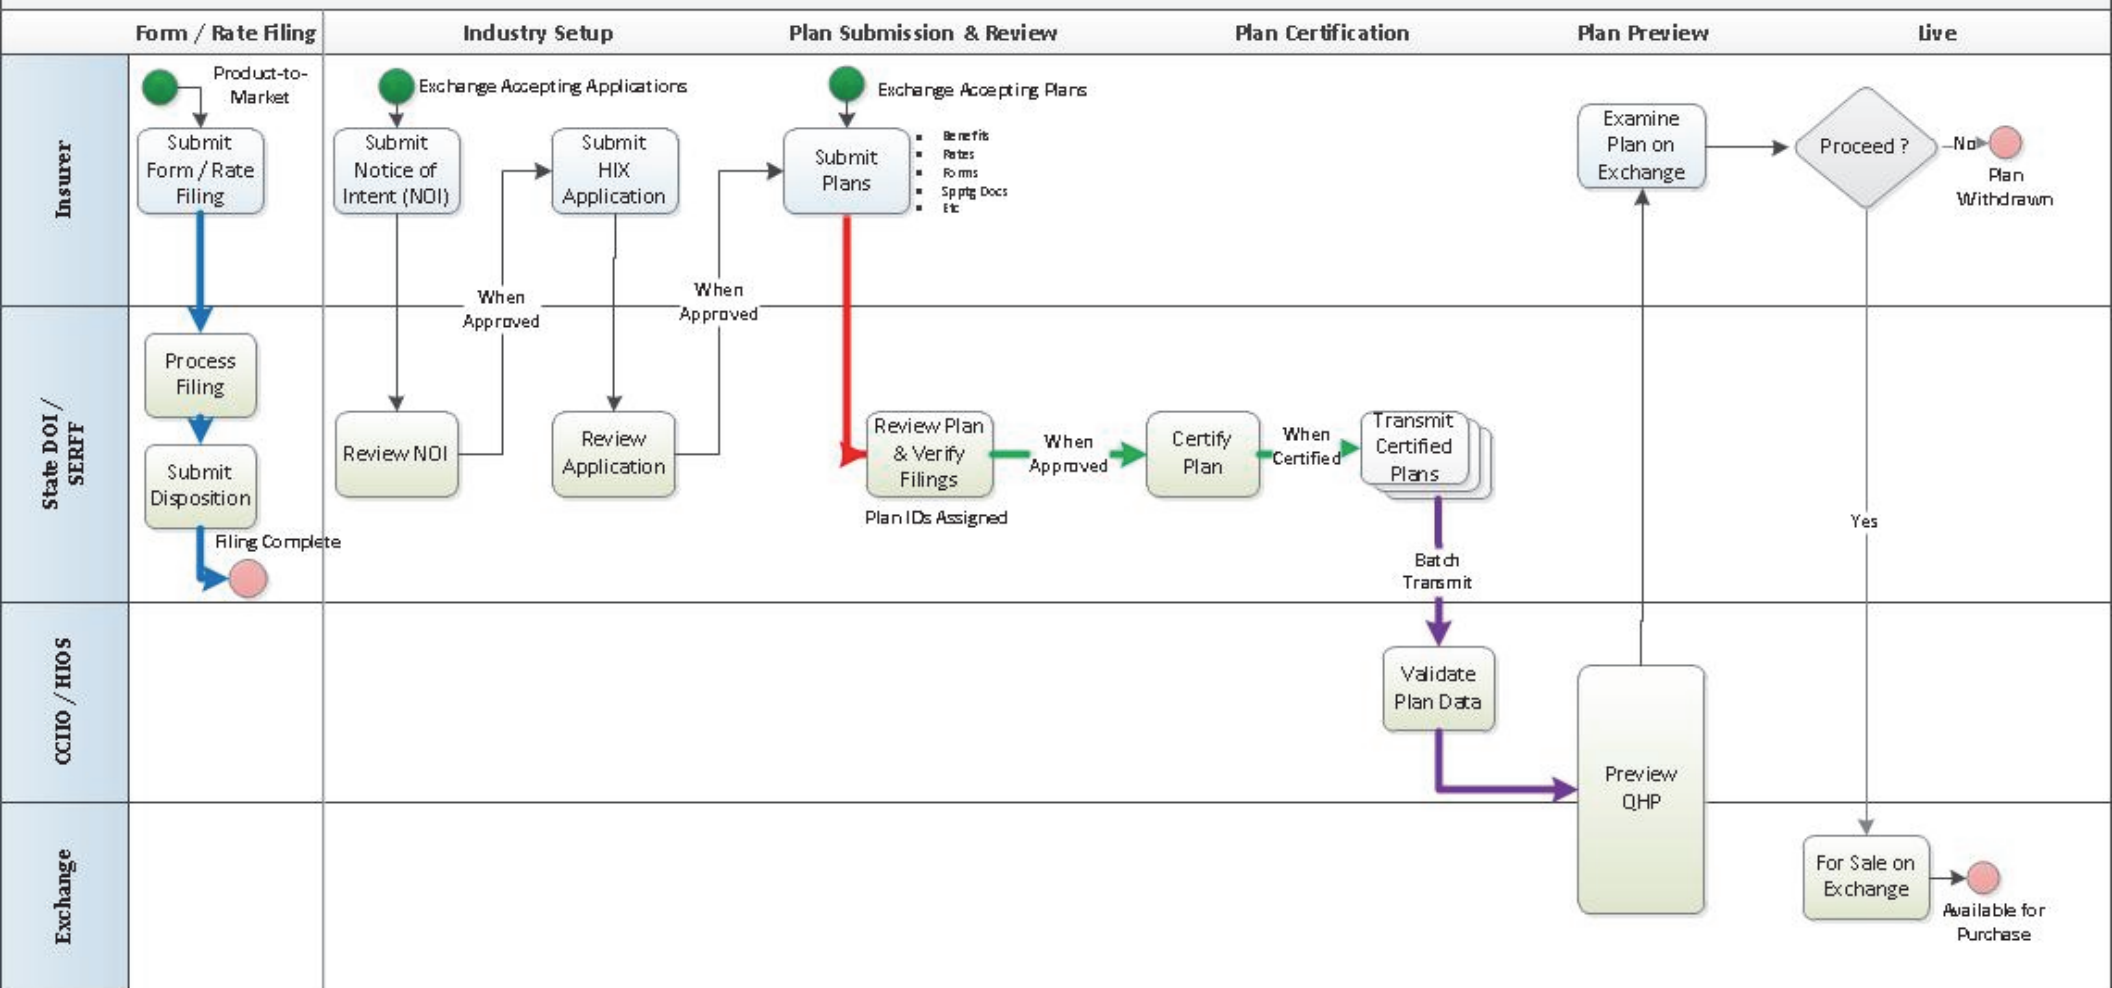 Form / Rate Filing
Industry Setup
Plan Submission & Review
Plan Certification
Plan Preview
Live
Insurer
Product-to-
Market
Submit
Form / Rate
Filing
Exchange Accepting Applications
Submit
Notice of
Intent (NOI)
Submit
HIX
Application
When
Approved
When
Approved
Exchange Accepting Plans
Submit
Plans
Benefits
Rates
Forms
Spptg Docs
Etc
Examine
Plan on
Exchange
Proceed ?
No
Plan
Withdrawn
State DOI /
SERFF
Process
Filing
Submit
Disposition
Filing Complete
Review NOI
Review
Application
Review Plan
& Verify
Filings
Plan IDs Assigned
When
Approved
Certify
Plan
When
Certified
Transmit
Certified
Plans
Batch
Transmit
Yes
CCIIO / HIOS
Validate
Plan Data
Preview
QHP
Exchange
For Sale on
Exchange
Available for
Purchase